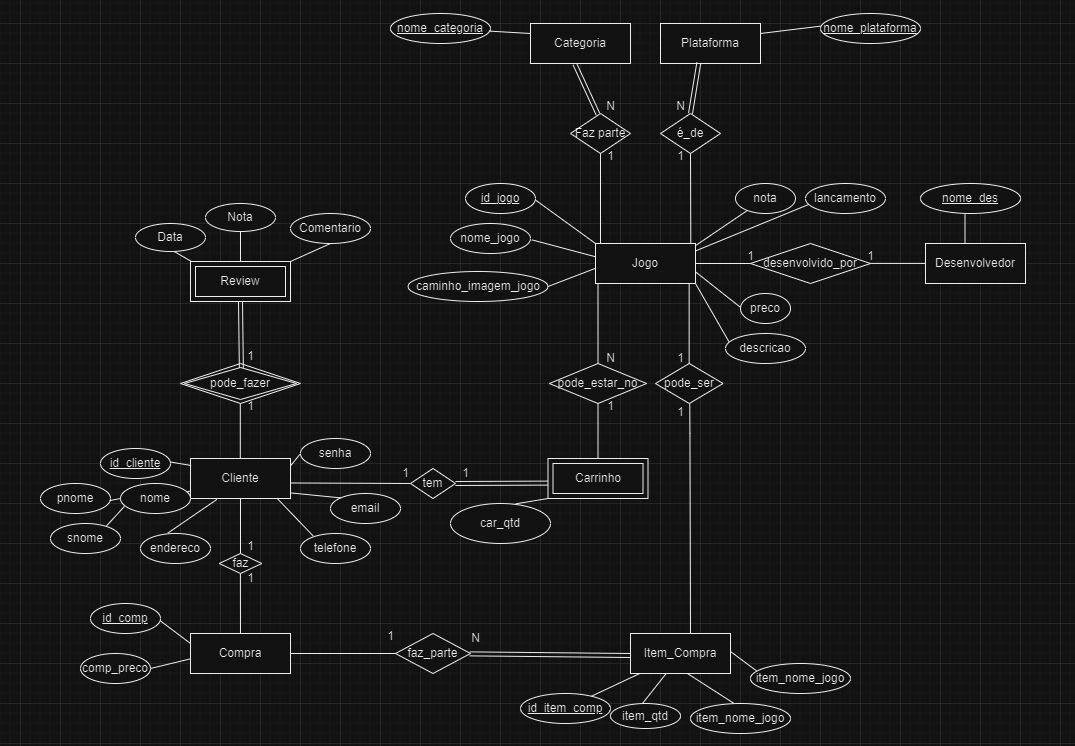 nome_categoria
Categoria
Plataforma
nome_plataforma
N
N
Faz parte
é_de
1
1
id_jogo
nota
lancamento
nome_des
Nota
Data
Comentario
nome_jogo
Jogo
1
desenvolvido_por
1
Desenvolvedor
Review
caminho_imagem_jogo
preco
descricao
1
N
1
pode_fazer
pode_estar_no
pode_ser
1
1
1
senha
id_cliente
Cliente
1
tem
1
Carrinho
pnome
nome
email
car_qtd
snome
endereco
telefone
1
faz
1
id_comp
1
N
comp_preco
Compra
faz_parte
Item_Compra
item_nome_jogo
id_item_comp
item_qtd
item_nome_jogo